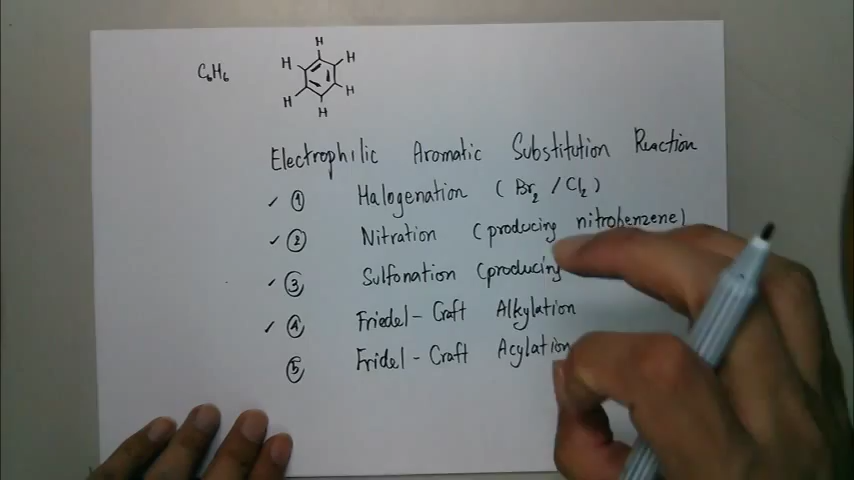 C₆H₆
H
H H
H H
H
Electrophilic Aromatic Substitution Reaction
✓ ① Halogenation (Br₂ / Cl₂)
✓ ② Nitration (producing nitrobenzene)
✓ ③ Sulfonation (producing
✓ ④ Friedel-Craft Alkylation
⑤ Fridel-Craft Acylation